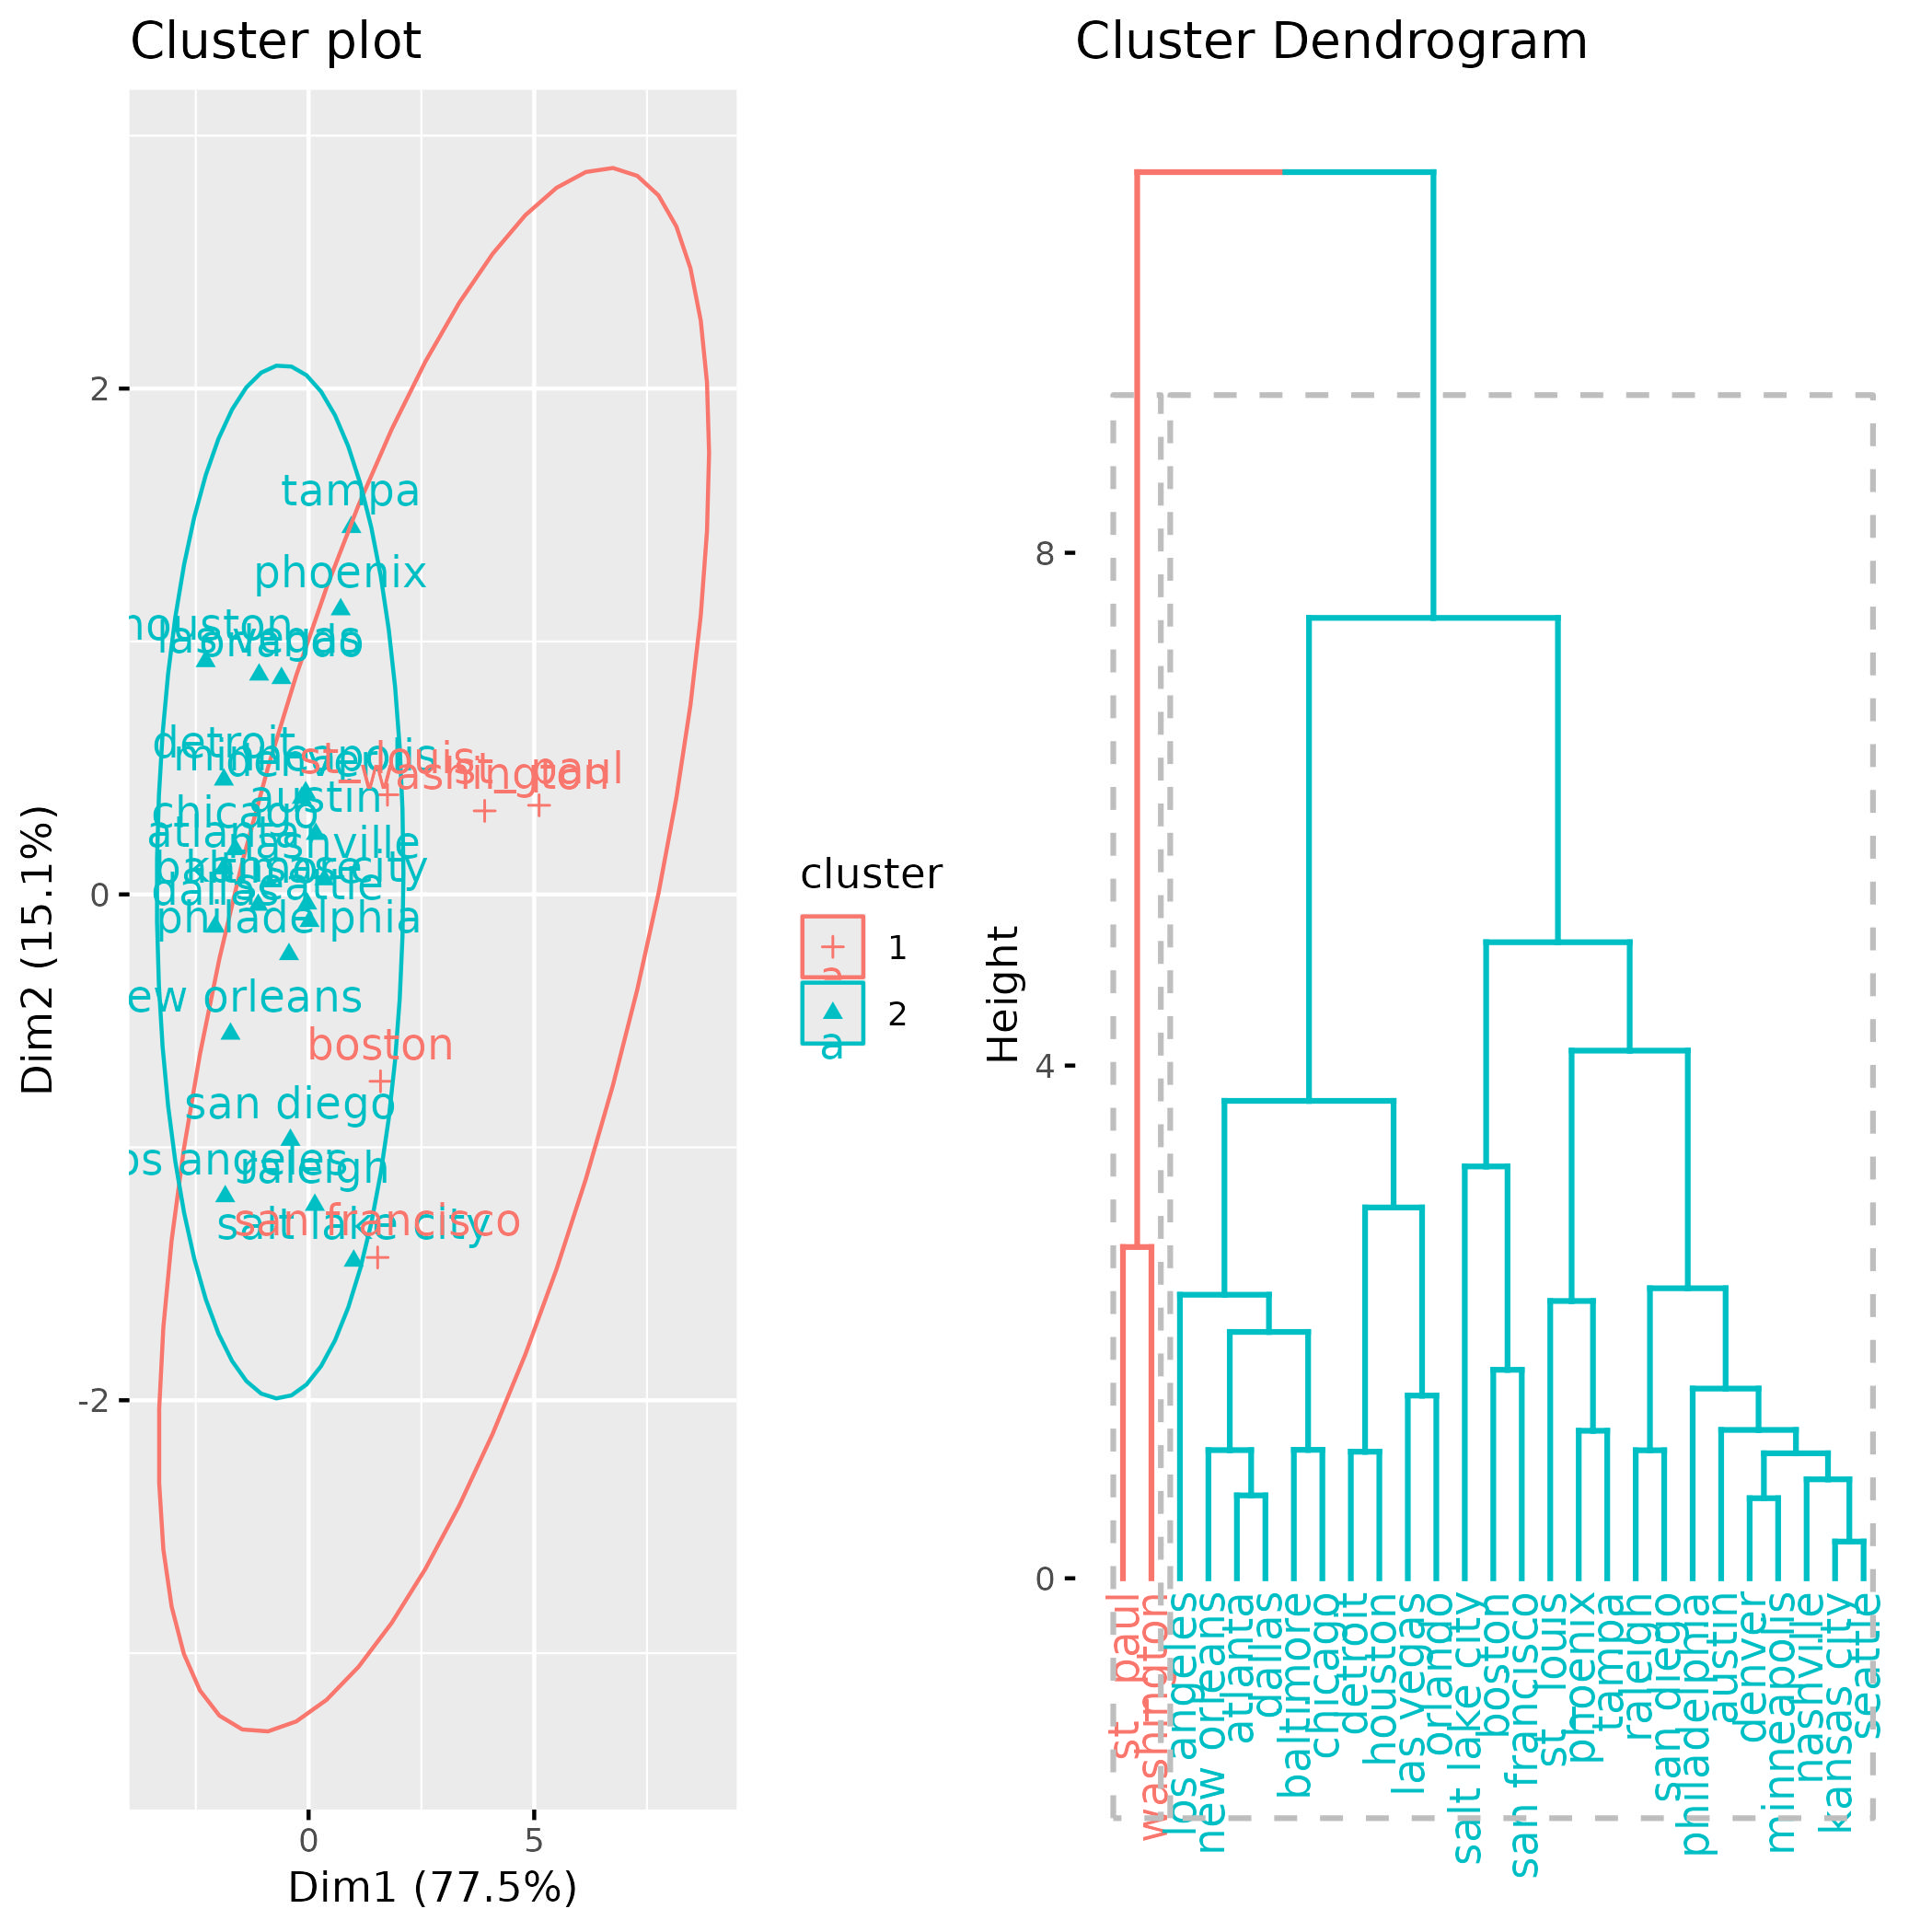 Cluster plot
2
0
-2
0
5
Dim1 (77.5%)
Dim2 (15.1%)
tampa
phoenix
houston
las vegas
orlando
detroit
minneapolis
denver
st_louis
washington
st_paul
austin
chicago
atlanta
nashville
baltimore
kansas city
dallas
seattle
philadelphia
ew orleans
boston
san diego
os angeles
raleigh
salt lake city
san francisco
cluster
1
a
2
a
Cluster Dendrogram
8
4
0
Height
st_paul
washington
los angeles
new orleans
atlanta
dallas
baltimore
chicago
detroit
houston
las vegas
orlando
salt lake city
boston
san francisco
st_louis
phoenix
tampa
raleigh
san diego
philadelphia
austin
denver
minneapolis
nashville
kansas city
seattle